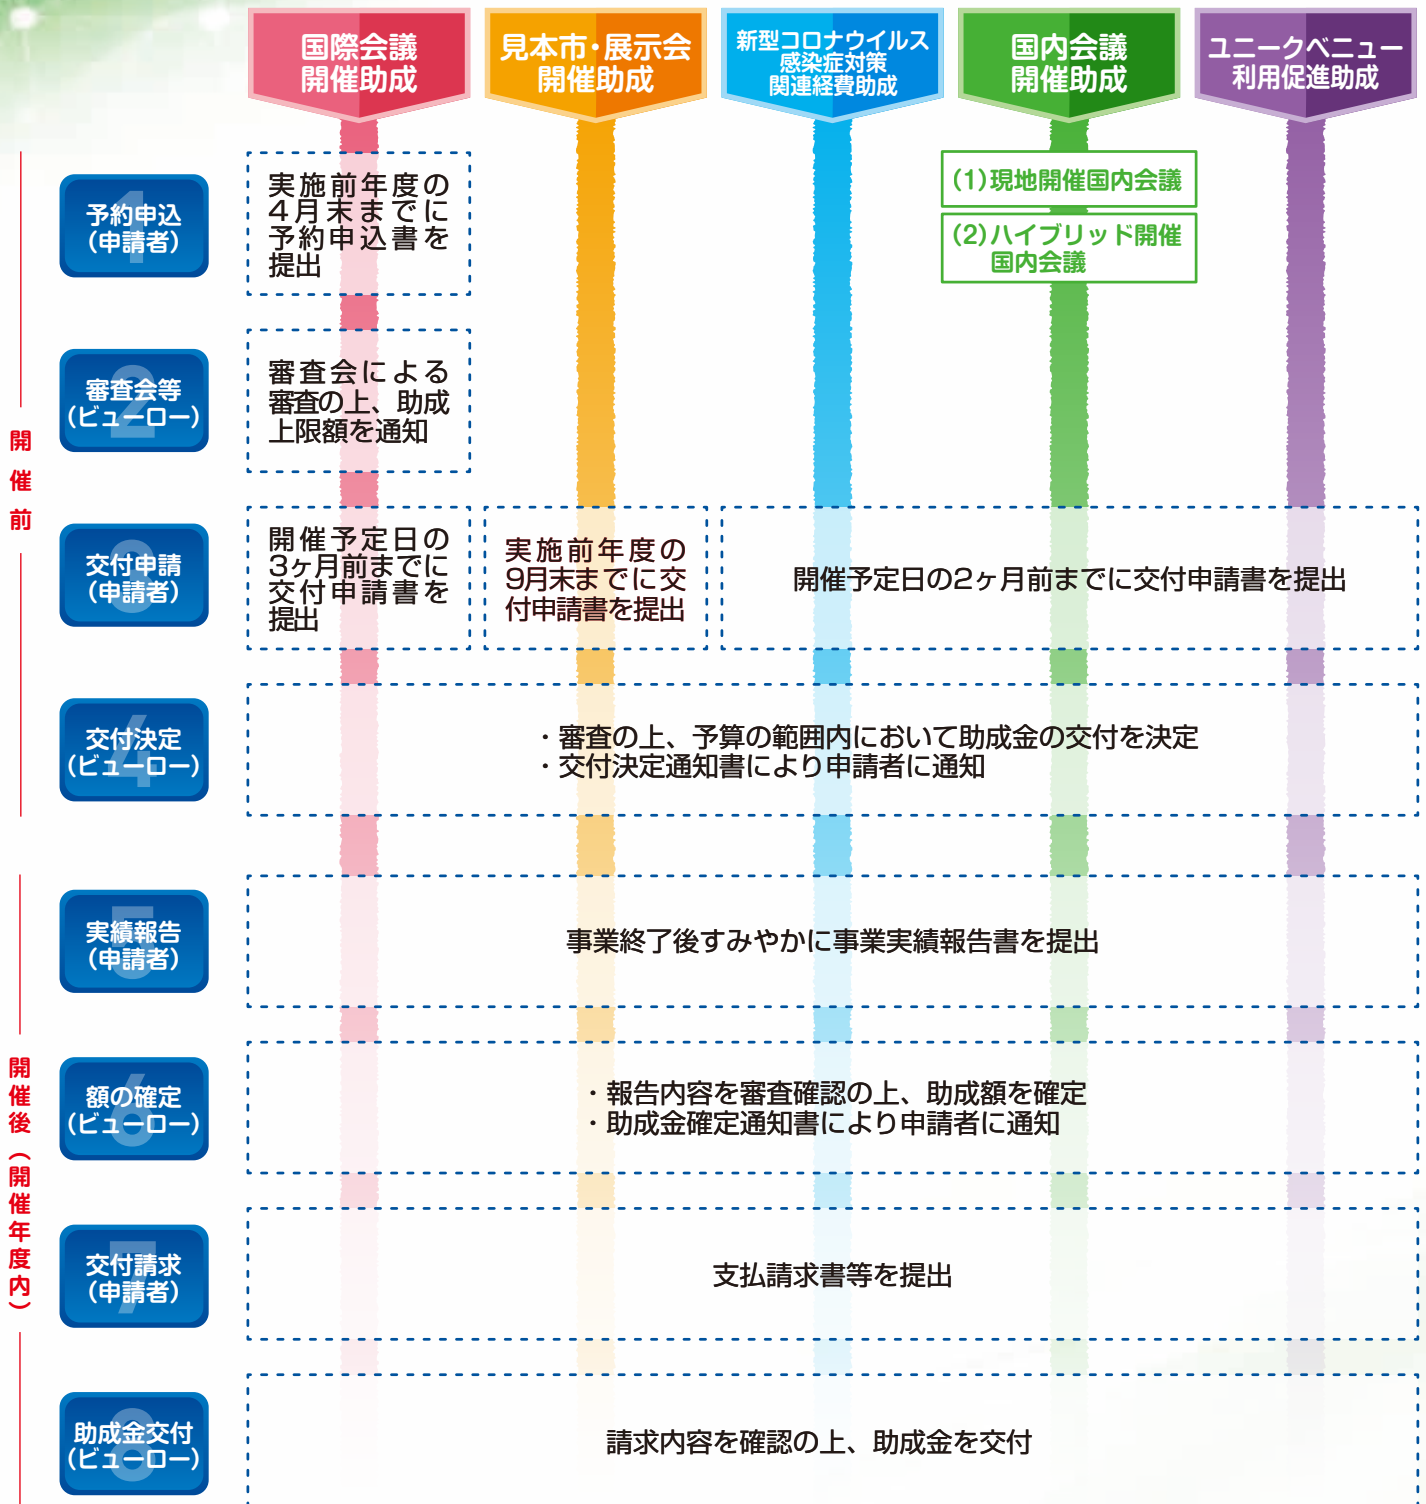 国際会議
開催助成
見本市・展示会
開催助成
新型コロナウイルス
感染症対策
関連経費助成
国内会議
開催助成
ユニークベニュー
利用促進助成
開催前
1
予約申込
(申請者)
実施前年度の
4月末までに
予約申込書を
提出
(1)現地開催国内会議
(2)ハイブリッド開催
国内会議
2
審査会等
(ビューロー)
審査会による
審査の上、助成
上限額を通知
3
交付申請
(申請者)
開催予定日の
3ヶ月前までに
交付申請書を
提出
実施前年度の
9月末までに交
付申請書を提出
開催予定日の2ヶ月前までに交付申請書を提出
4
交付決定
(ビューロー)
・審査の上、予算の範囲内において助成金の交付を決定
・交付決定通知書により申請者に通知
開催後(開催年度内)
5
実績報告
(申請者)
事業終了後すみやかに事業実績報告書を提出
6
額の確定
(ビューロー)
・報告内容を審査確認の上、助成額を確定
・助成金確定通知書により申請者に通知
7
交付請求
(申請者)
支払請求書等を提出
8
助成金交付
(ビューロー)
請求内容を確認の上、助成金を交付